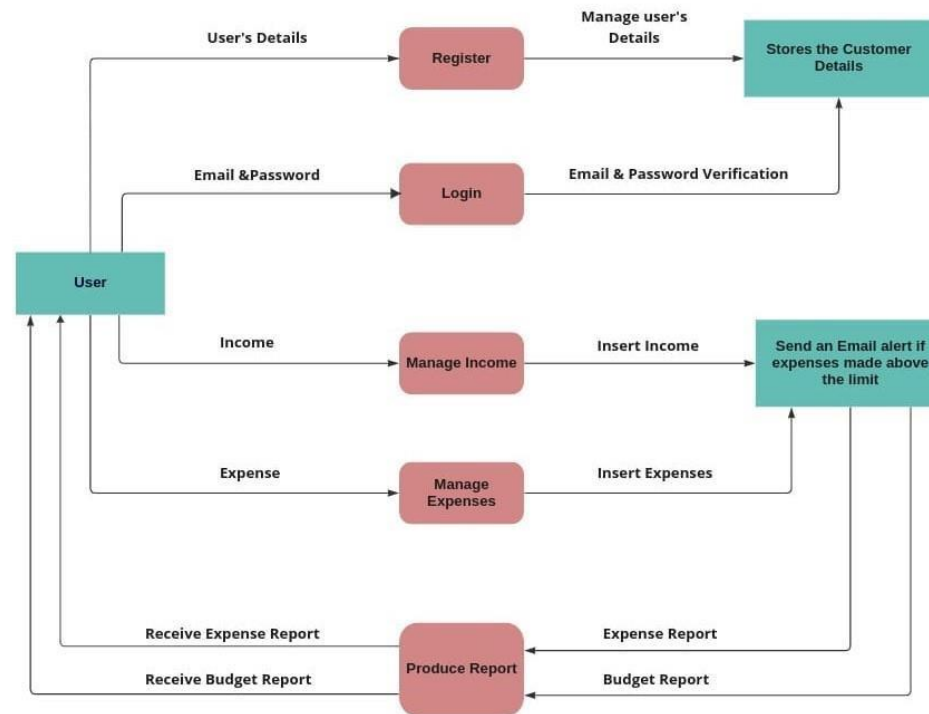 User's Details
Register
Manage user's
Details
Stores the Customer
Details
Email &Password
Login
Email & Password Verification
User
Income
Manage Income
Insert Income
Send an Email alert if
expenses made above
the limit
Expense
Manage
Expenses
Insert Expenses
Receive Expense Report
Produce Report
Expense Report
Receive Budget Report
Budget Report